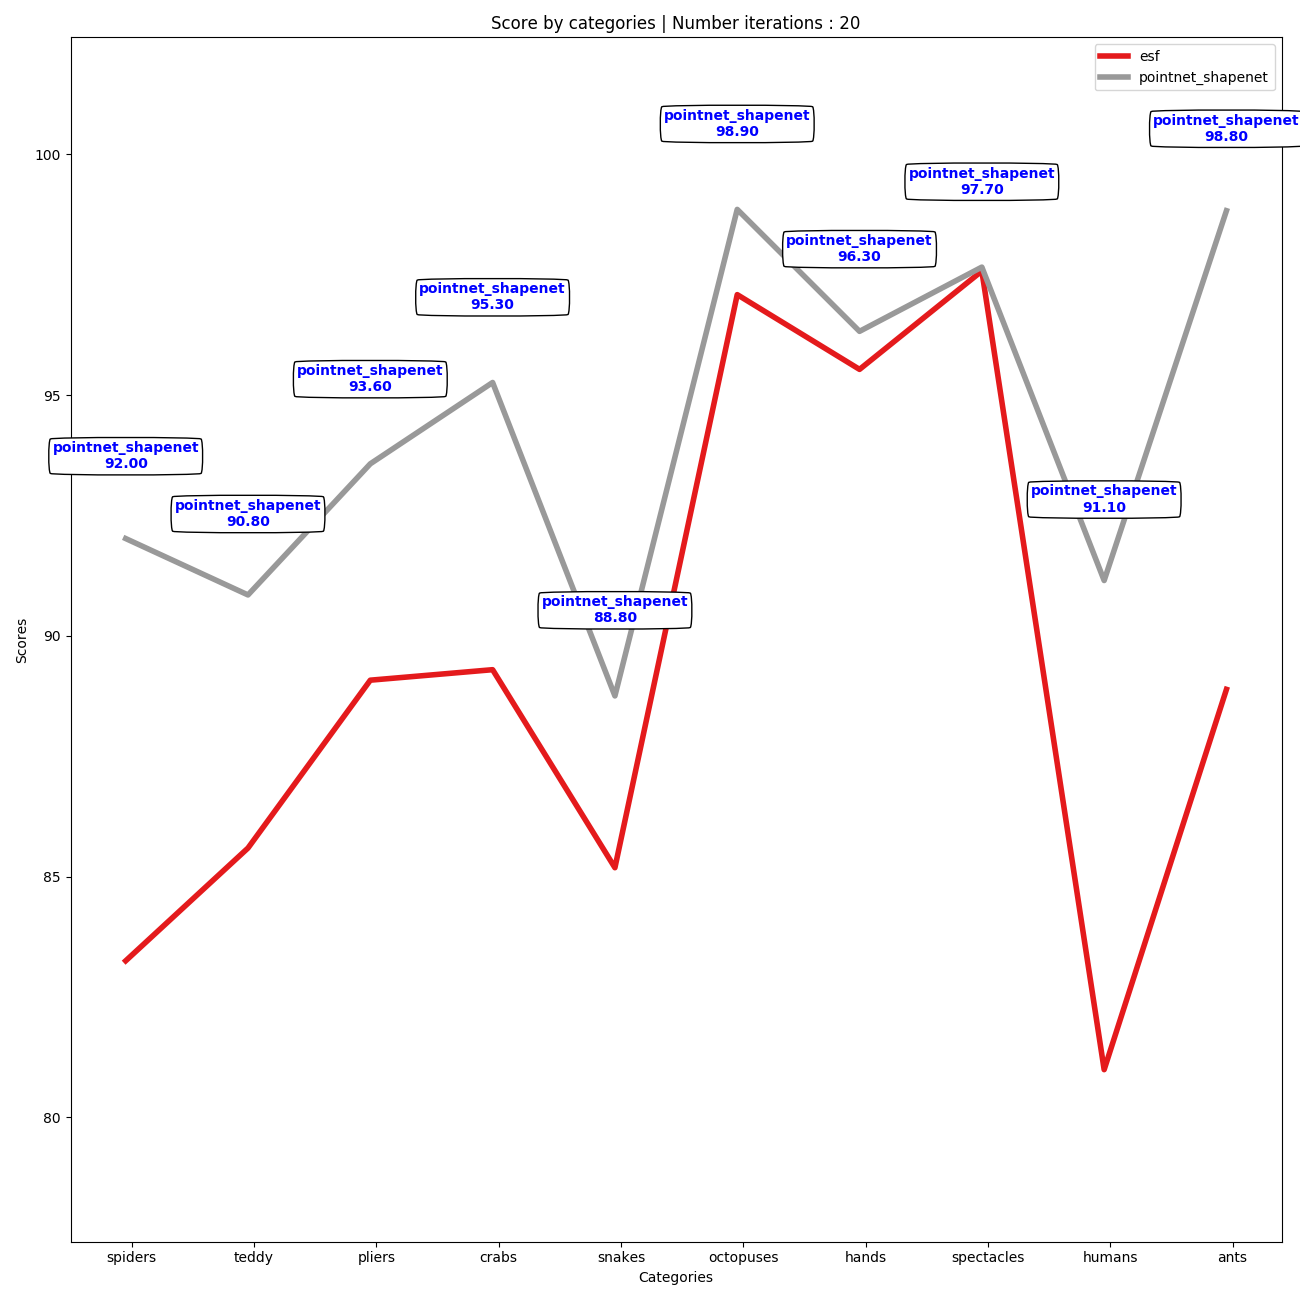 Score by categories | Number iterations : 20
esf
pointnet_shapenet
pointnet_shapenet
98.90
pointnet_shapenet
98.80
100
pointnet_shapenet
97.70
pointnet_shapenet
96.30
pointnet_shapenet
95.30
pointnet_shapenet
93.60
95
pointnet_shapenet
92.00
pointnet_shapenet
90.80
pointnet_shapenet
91.10
pointnet_shapenet
88.80
90
Scores
85
80
spiders teddy pliers crabs snakes octopuses hands spectacles humans ants
Categories